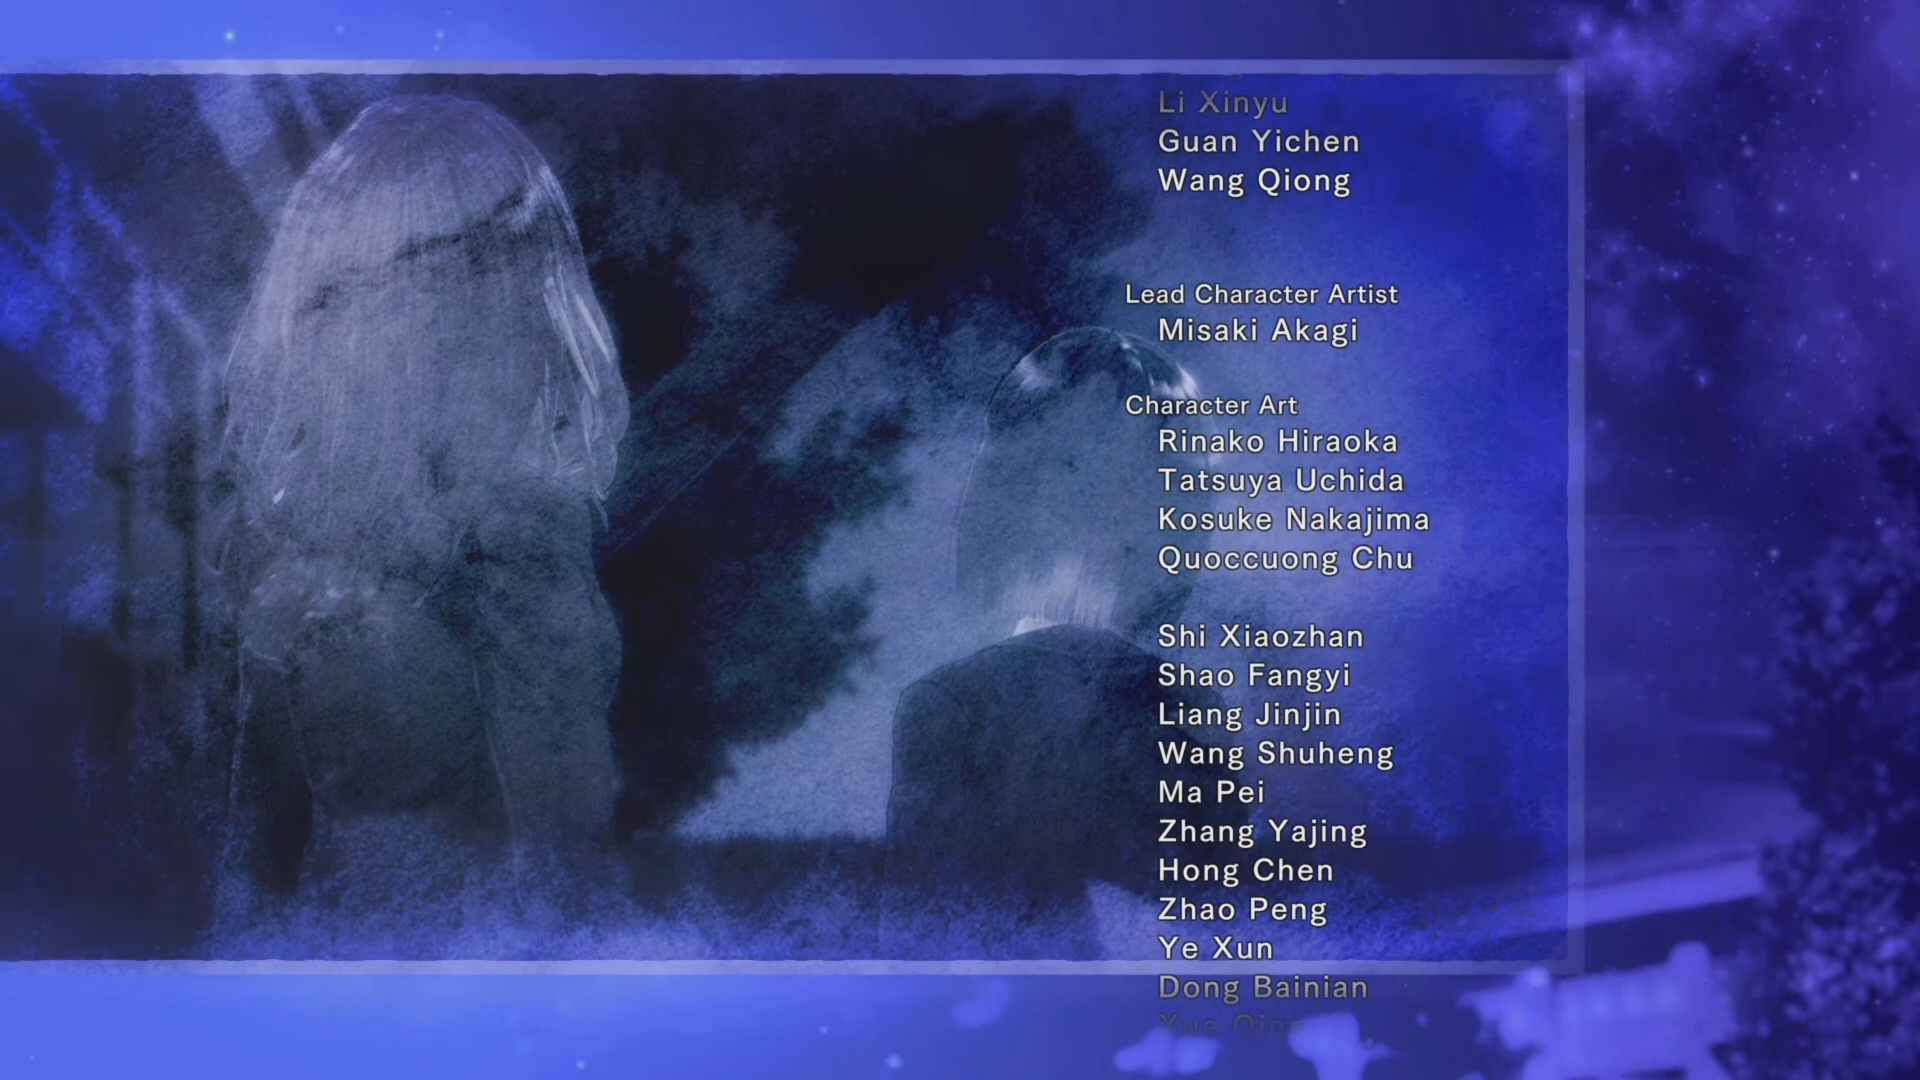 Li Xinyu
Guan Yichen
Wang Qiong
Lead Character Artist
Misaki Akagi
Character Art
Rinako Hiraoka
Tatsuya Uchida
Kosuke Nakajima
Quoccuong Chu
Shi Xiaozhan
Shao Fangyi
Liang Jinjin
Wang Shuheng
Ma Pei
Zhang Yajing
Hong Chen
Zhao Peng
Ye Xun
Dong Bainian